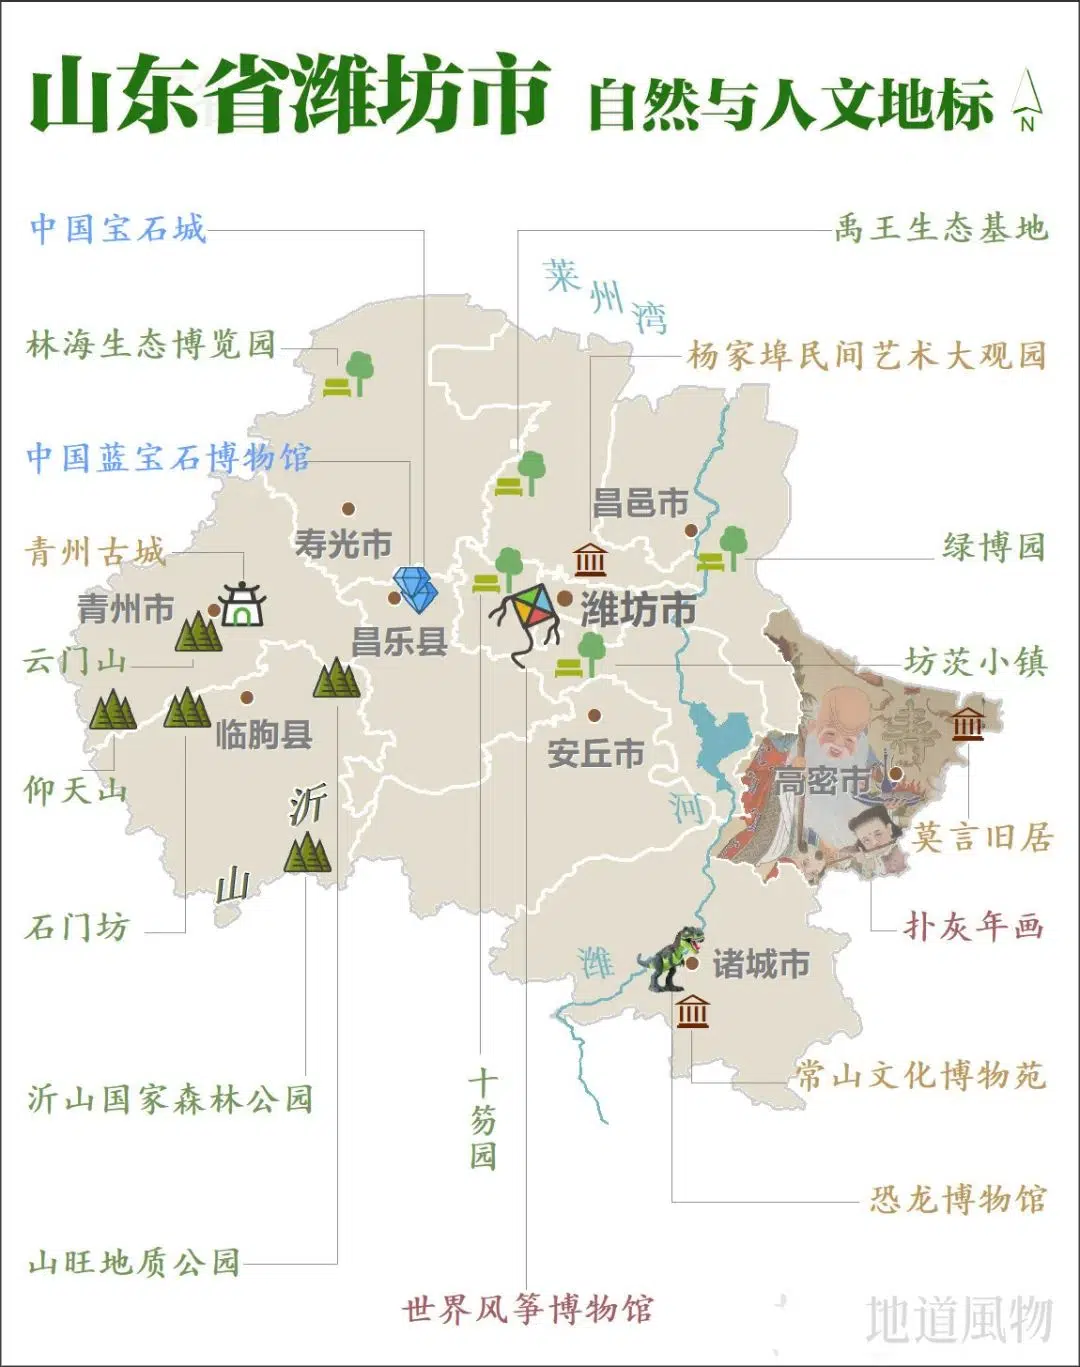 山东省潍坊市 自然与人文地标
N
中国宝石城
禹王生态基地
莱州湾
林海生态博览园
杨家埠民间艺术大观园
中国蓝宝石博物馆
昌邑市
寿光市
青州古城
绿博园
青州市
潍坊市
昌乐县
云门山
坊茨小镇
寿
临朐县
安丘市
高密市
仰天山
沂
河
莫言旧居
山
石门坊
扑灰年画
潍
诸城市
常山文化博物苑
沂山国家森林公园
十笏园
恐龙博物馆
山旺地质公园
世界风筝博物馆
地道風物